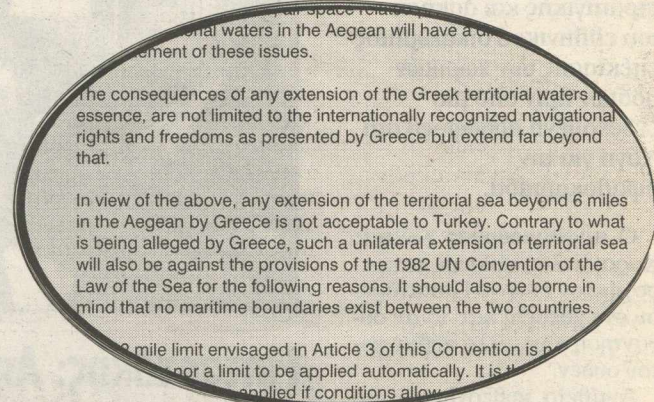 air space related
waters in the Aegean will have a
of these issues.
The consequences of any extension of the Greek territorial waters in
essence, are not limited to the internationally recognized navigational
rights and freedoms as presented by Greece but extend far beyond
that.
In view of the above, any extension of the territorial sea beyond 6 miles
in the Aegean by Greece is not acceptable to Turkey. Contrary to what
is being alleged by Greece, such a unilateral extension of territorial sea
will also be against the provisions of the 1982 UN Convention of the
Law of the Sea for the following reasons. It should also be borne in
mind that no maritime boundaries exist between the two countries.
mile limit envisaged in Article 3 of this Convention is
nor a limit to be applied automatically. It is
applied if conditions allow